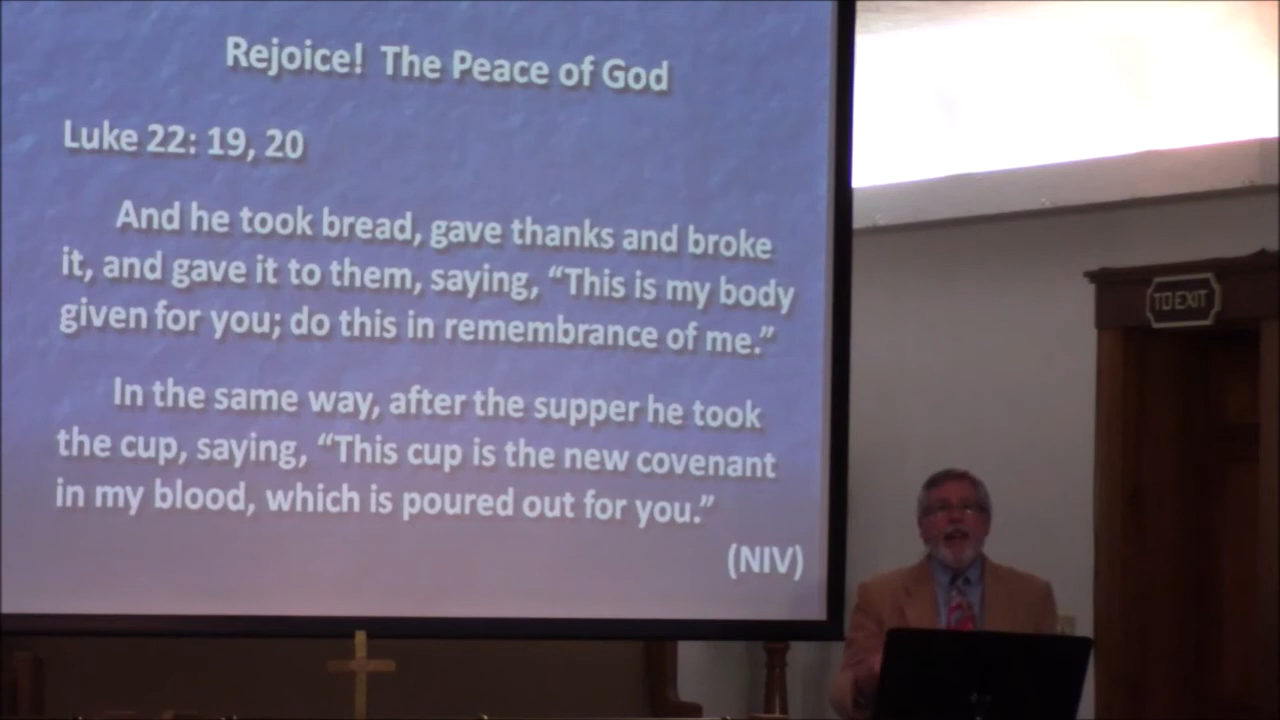 Rejoice! The Peace of God
Luke 22: 19, 20
And he took bread, gave thanks and broke
it, and gave it to them, saying, “This is my body
given for you; do this in remembrance of me.”
In the same way, after the supper he took
the cup, saying, “This cup is the new covenant
in my blood, which is poured out for you.”
(NIV)
TO EXIT